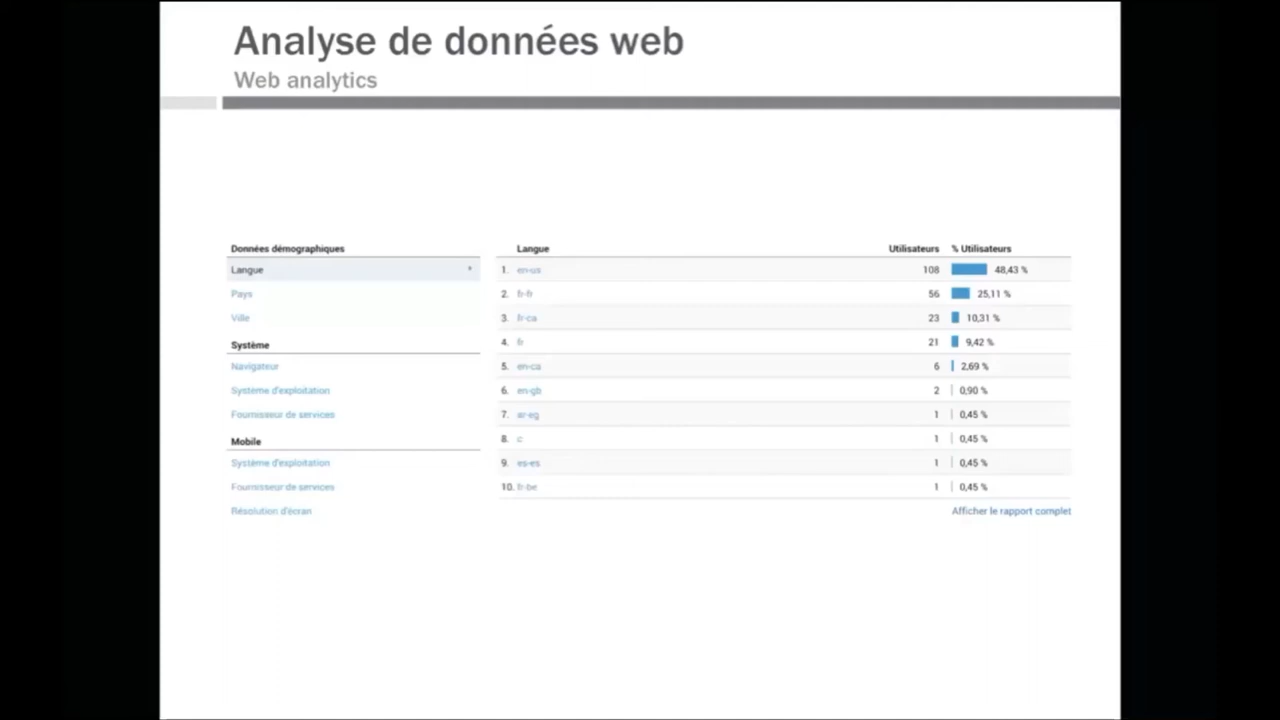 Analyse de données web
Web analytics
Données démographiques
Langue
Pays
Ville
Système
Navigateur
Système d'exploitation
Fournisseur de services
Mobile
Système d'exploitation
Fournisseur de services
Résolution d'écran
Langue Utilisateurs % Utilisateurs
1. en-us 108 48,43 %
2. fr-fr 56 25,11 %
3. fr-ca 23 10,31 %
4. fr 21 9,42 %
5. en-ca 6 2,69 %
6. en-gb 2 0,90 %
7. ar-eg 1 0,45 %
8. c 1 0,45 %
9. es-es 1 0,45 %
10. fr-be 1 0,45 %
Afficher le rapport complet